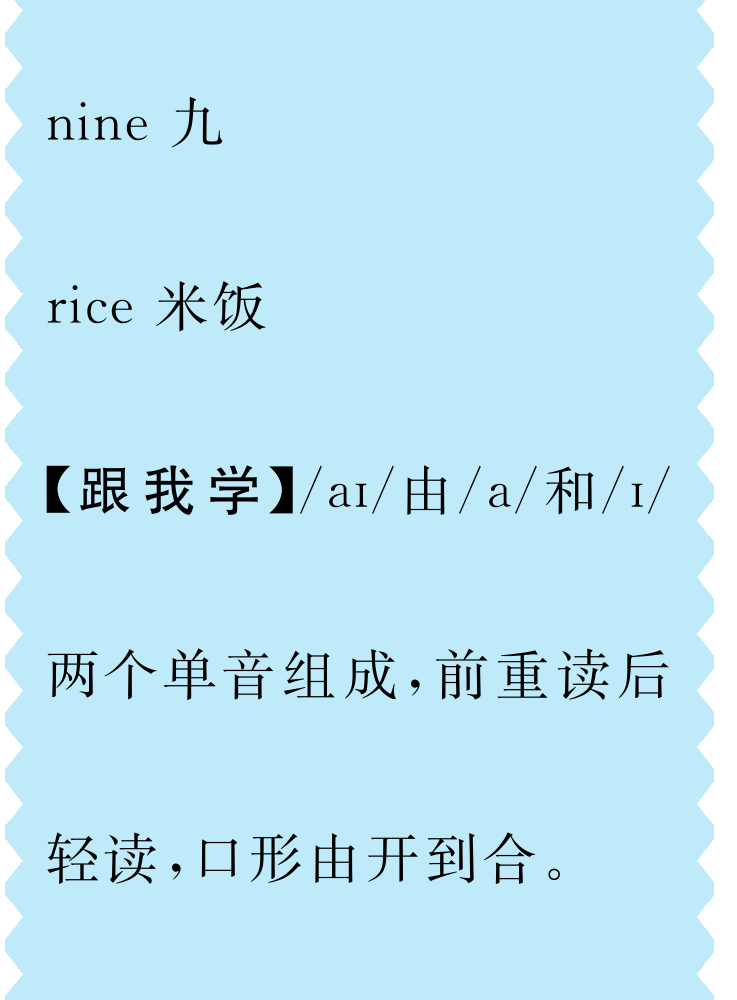 nine 九
rice 米饭
【跟我学】/aɪ/由/a/和/ɪ/
两个单音组成,前重读后
轻读,口形由开到合。